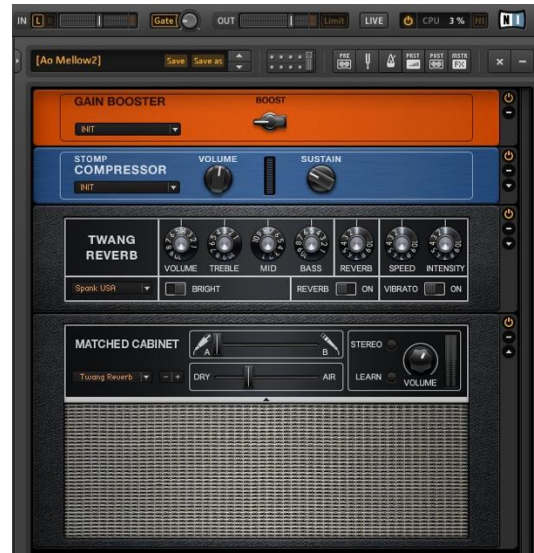 IN L R Gate OUT Limit LIVE CPU 3 % HI NI
[Ao Mellow2] Save Save as PRE PRST POST MSTR FX
GAIN BOOSTER BOOST
INIT
STOMP VOLUME SUSTAIN
COMPRESSOR
INIT
TWANG
REVERB
VOLUME TREBLE MID BASS REVERB SPEED INTENSITY
Spank USA BRIGHT REVERB ON VIBRATO ON
MATCHED CABINET A B STEREO
Twang Reverb - + DRY AIR LEARN VOLUME